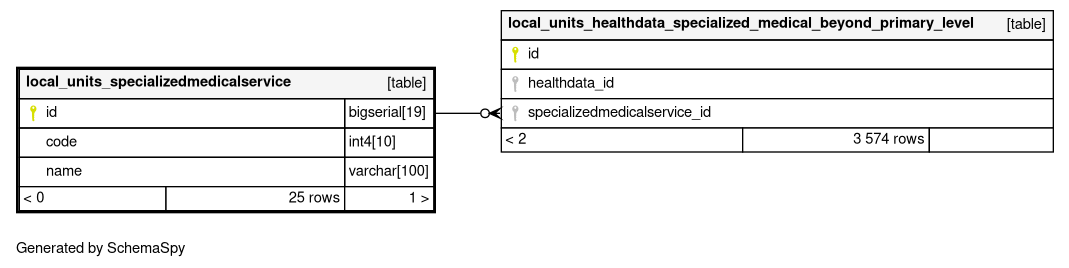 local_units_healthdata_specialized_medical_beyond_primary_level [table]
id
healthdata_id
specializedmedicalservice_id
< 2 3 574 rows
local_units_specializedmedicalservice [table]
id bigserial[19]
code int4[10]
name varchar[100]
< 0 25 rows 1 >
Generated by SchemaSpy